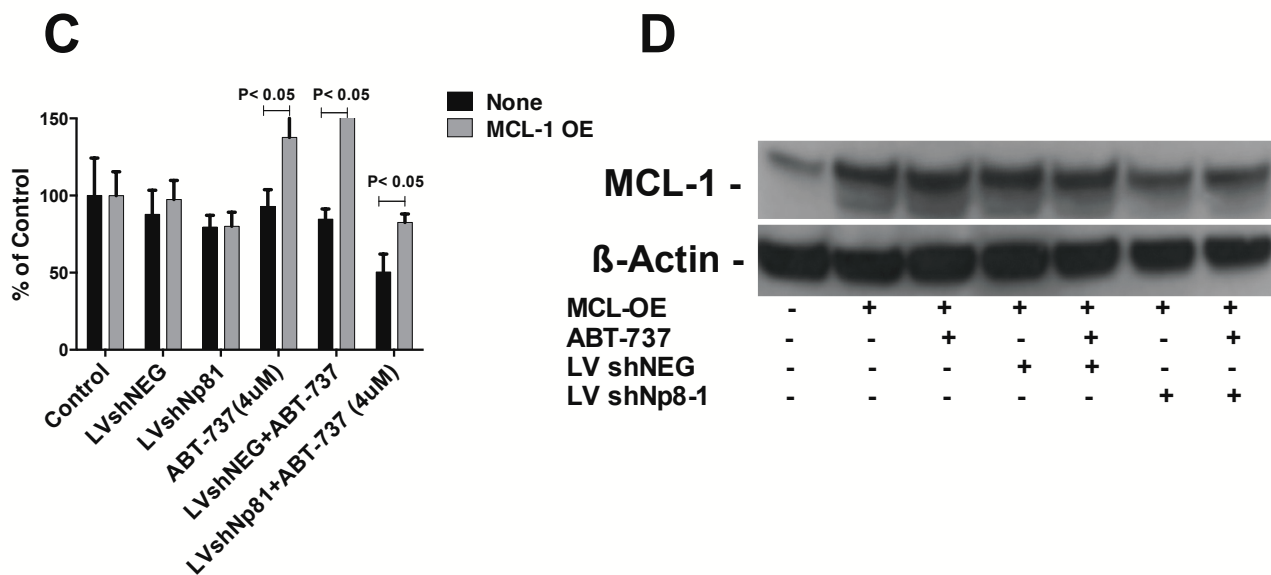 C
P< 0.05
P< 0.05
P< 0.05
None
MCL-1 OE
% of Control
150
100
50
0
Control
LVshNEG
LVshNp81
ABT-737(4uM)
LVshNEG+ABT-737
LVshNp81+ABT-737 (4uM)
D
MCL-1 -
ß-Actin -
MCL-OE - + + + + + +
ABT-737 - - + - + - +
LV shNEG - - - + + - -
LV shNp8-1 - - - - - + +